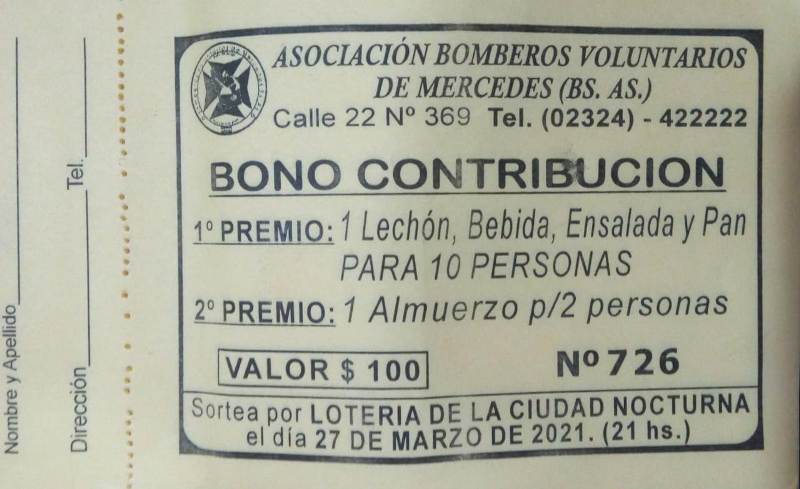 Nombre y Apellido
Dirección Tel.
ASOCIACIÓN BOMBEROS VOLUNTARIOS
DE MERCEDES (BS. AS.)
Calle 22 Nº 369 Tel. (02324) - 422222
BONO CONTRIBUCION
1º PREMIO: 1 Lechón, Bebida, Ensalada y Pan
PARA 10 PERSONAS
2º PREMIO: 1 Almuerzo p/2 personas
VALOR $ 100 Nº 726
Sortea por LOTERIA DE LA CIUDAD NOCTURNA
el día 27 DE MARZO DE 2021. (21 hs.)